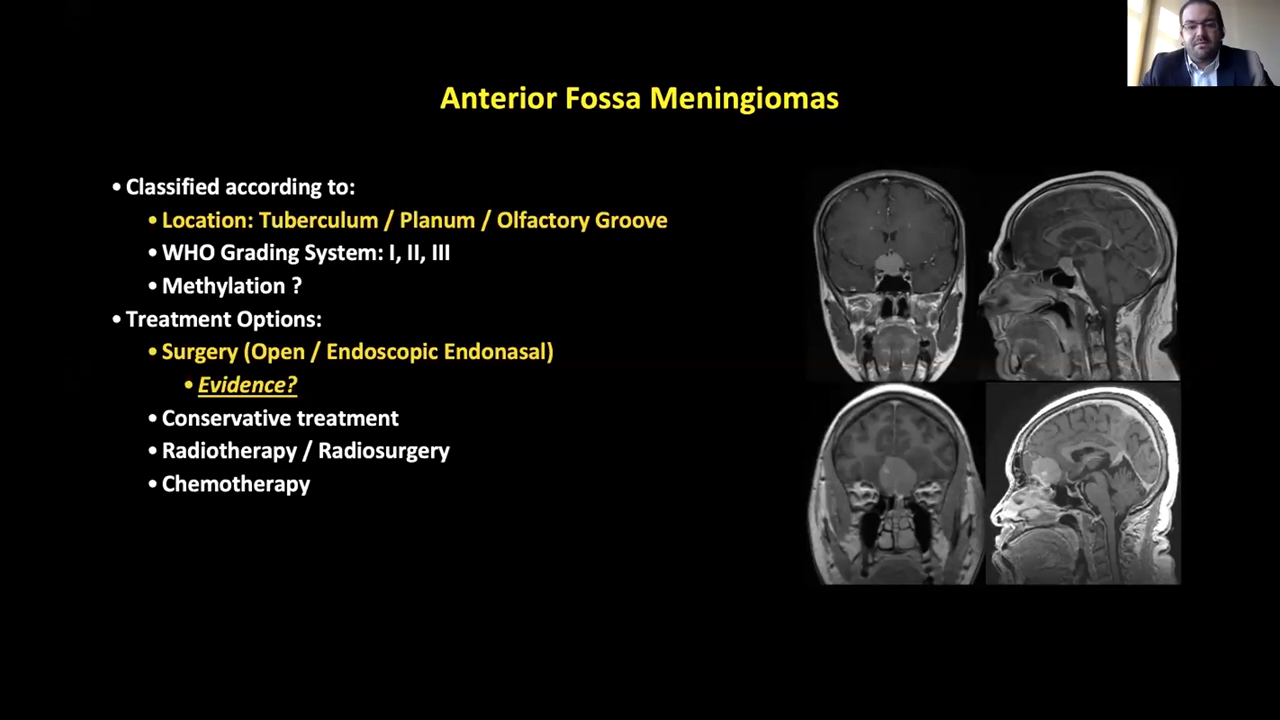 Anterior Fossa Meningiomas
• Classified according to:
• Location: Tuberculum / Planum / Olfactory Groove
• WHO Grading System: I, II, III
• Methylation ?
• Treatment Options:
• Surgery (Open / Endoscopic Endonasal)
• Evidence?
• Conservative treatment
• Radiotherapy / Radiosurgery
• Chemotherapy